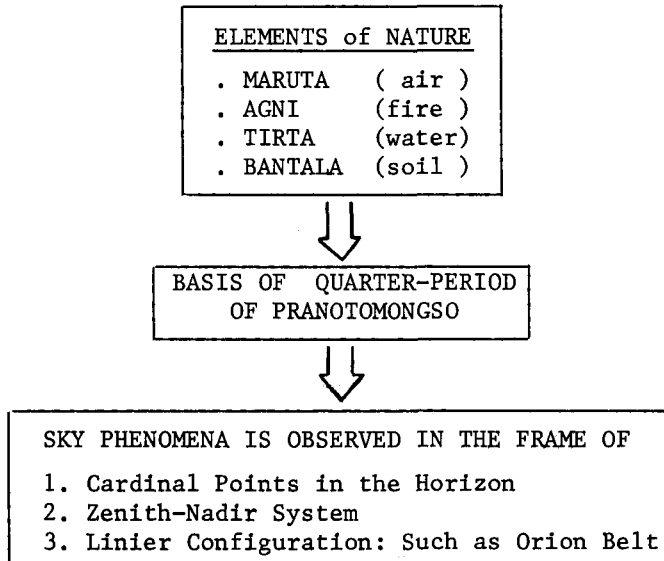 ELEMENTS of NATURE
. MARUTA ( air )
. AGNI (fire )
. TIRTA (water)
. BANTALA (soil )
BASIS OF QUARTER-PERIOD
OF PRANOTOMONGSO
SKY PHENOMENA IS OBSERVED IN THE FRAME OF
1. Cardinal Points in the Horizon
2. Zenith-Nadir System
3. Linier Configuration: Such as Orion Belt